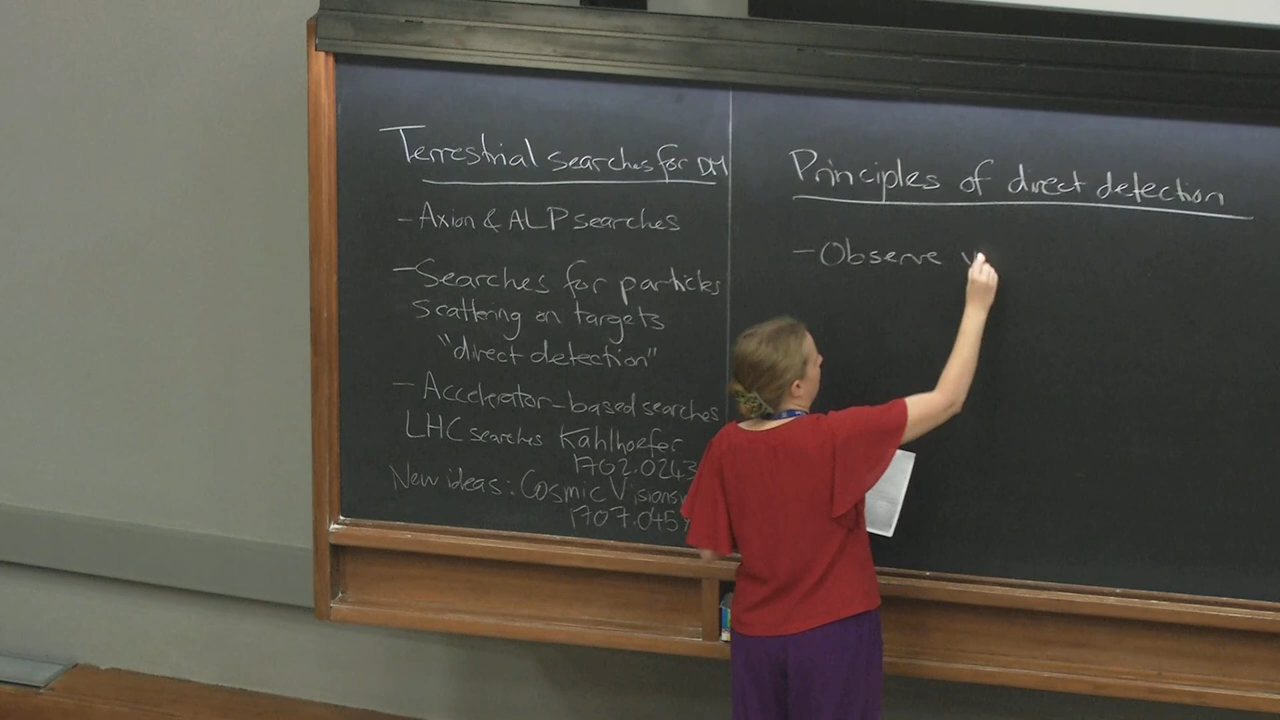 Terrestrial searches for DM
- Axion & ALP searches
- Searches for particles
scattering on targets
"direct detection"
- Accelerator-based searches
LHC searches Kahlhoefer
1702.0243
New ideas: Cosmic Visions
1707.045
Principles of direct detection
- Observe